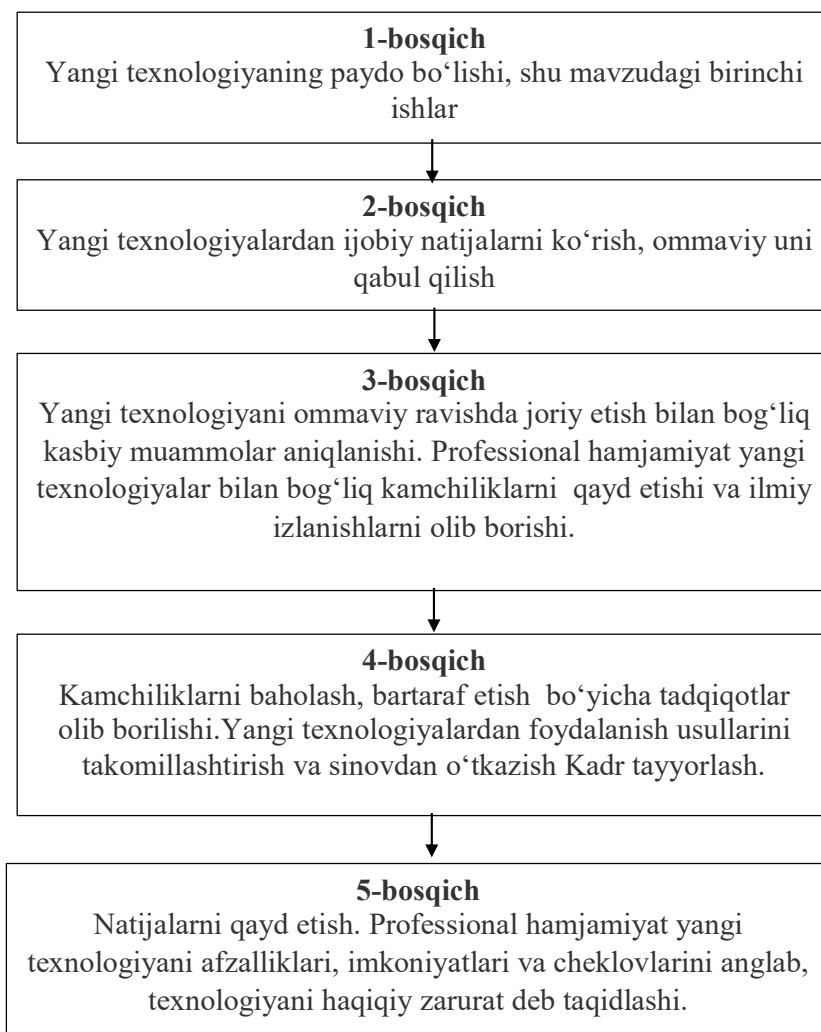 1-bosqich
Yangi texnologiyaning paydo bo‘lishi, shu mavzudagi birinchi
ishlar
2-bosqich
Yangi texnologiyalardan ijobiy natijalarni ko‘rish, ommaviy uni
qabul qilish
3-bosqich
Yangi texnologiyani ommaviy ravishda joriy etish bilan bog‘liq
kasbiy muammolar aniqlanishi. Professional hamjamiyat yangi
texnologiyalar bilan bog‘liq kamchiliklarni qayd etishi va ilmiy
izlanishlarni olib borishi.
4-bosqich
Kamchiliklarni baholash, bartaraf etish bo‘yicha tadqiqotlar
olib borilishi.Yangi texnologiyalardan foydalanish usullarini
takomillashtirish va sinovdan o‘tkazish Kadr tayyorlash.
5-bosqich
Natijalarni qayd etish. Professional hamjamiyat yangi
texnologiyani afzalliklari, imkoniyatlari va cheklovlarini anglab,
texnologiyani haqiqiy zarurat deb taqidlashi.